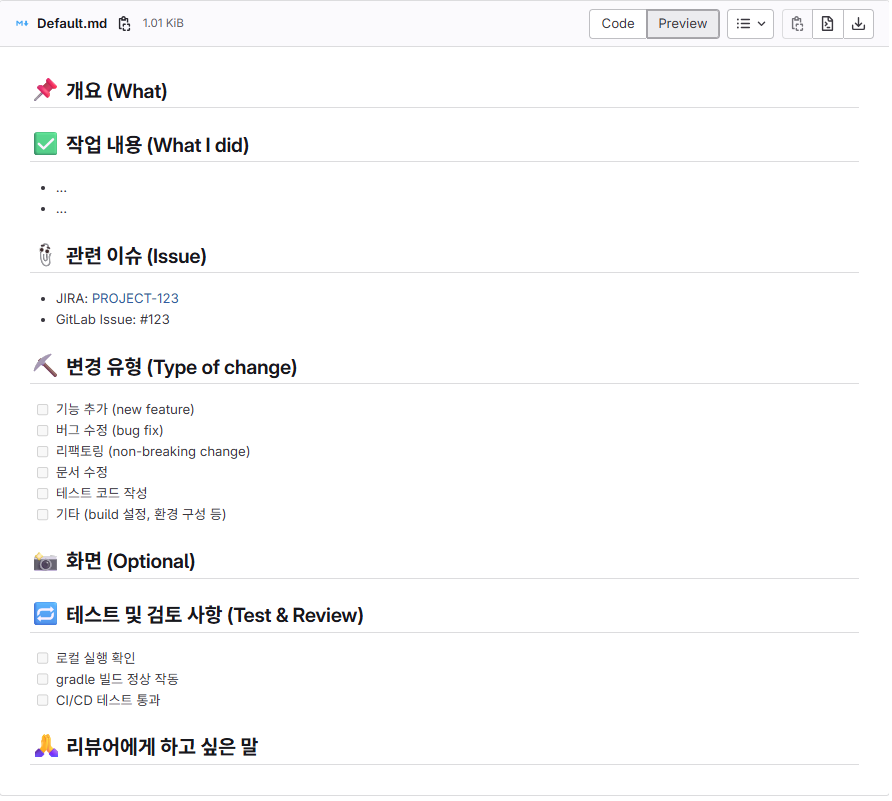 Default.md 1.01 KiB Code Preview
개요 (What)
작업 내용 (What I did)
...
...
관련 이슈 (Issue)
JIRA: PROJECT-123
GitLab Issue: #123
변경 유형 (Type of change)
기능 추가 (new feature)
버그 수정 (bug fix)
리팩토링 (non-breaking change)
문서 수정
테스트 코드 작성
기타 (build 설정, 환경 구성 등)
화면 (Optional)
테스트 및 검토 사항 (Test & Review)
로컬 실행 확인
gradle 빌드 정상 작동
CI/CD 테스트 통과
리뷰어에게 하고 싶은 말